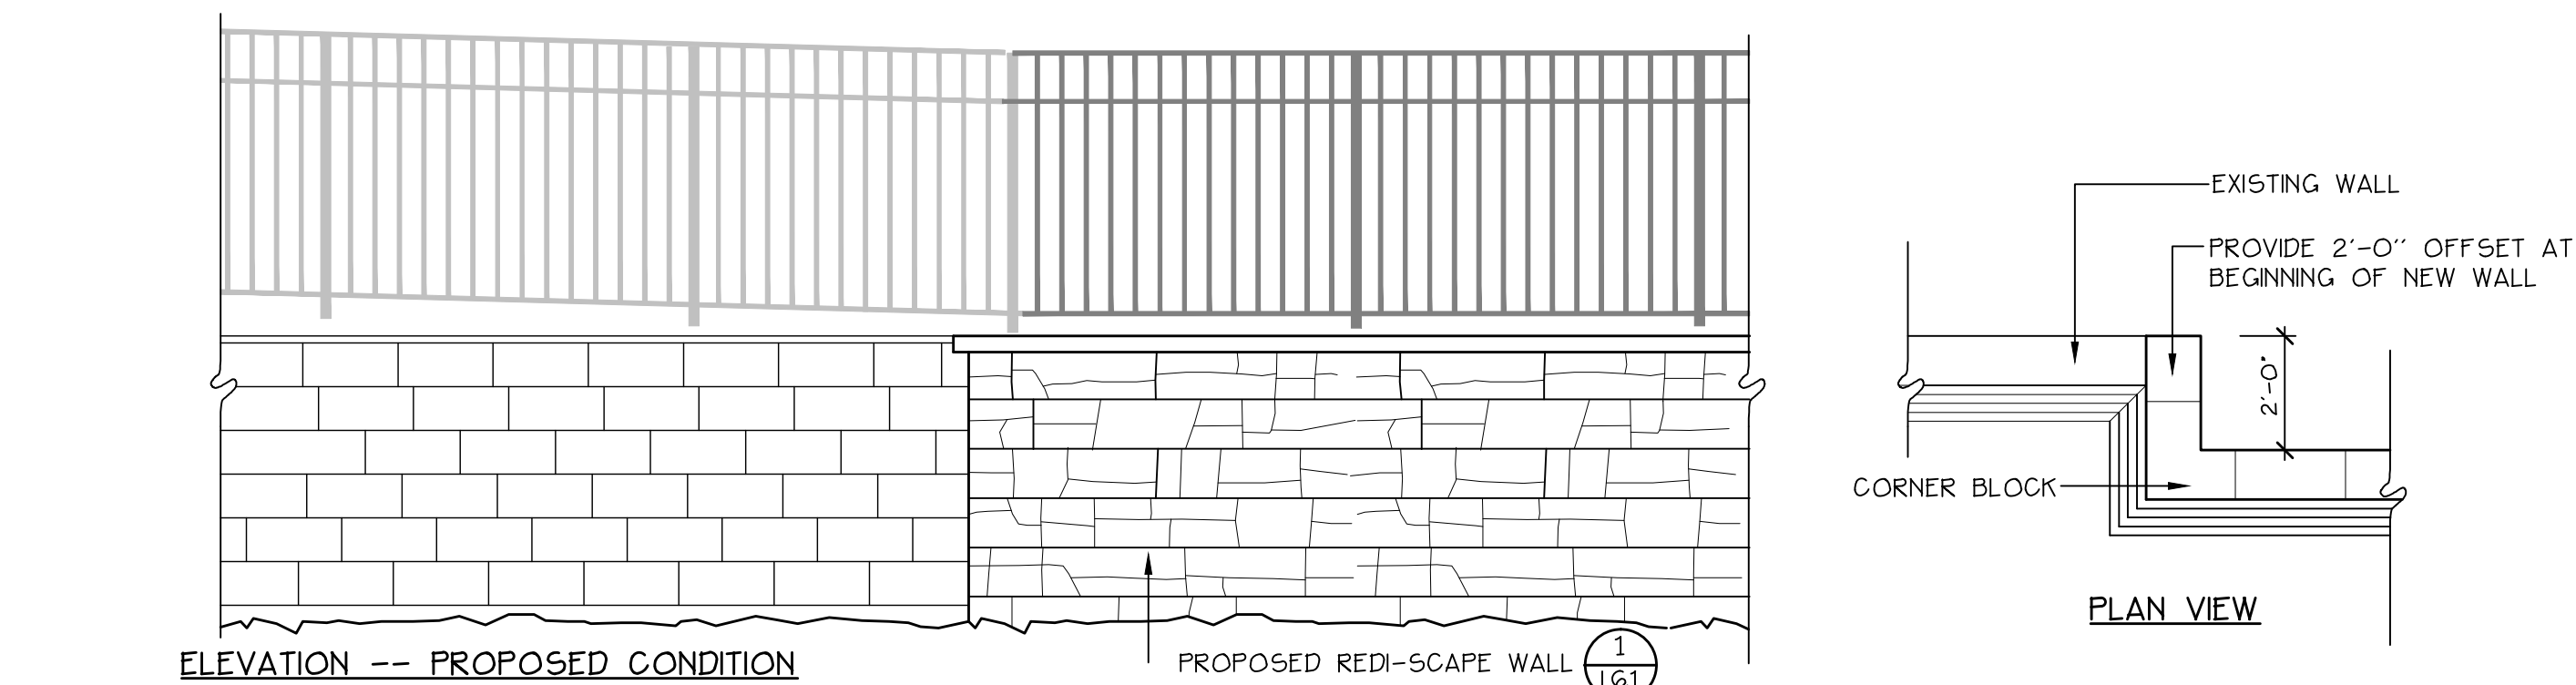 EXISTING WALL
PROVIDE 2'-0'' OFFSET AT
BEGINNING OF NEW WALL
2'-0"
CORNER BLOCK
PLAN VIEW
ELEVATION -- PROPOSED CONDITION
PROPOSED REDI-SCAPE WALL
1